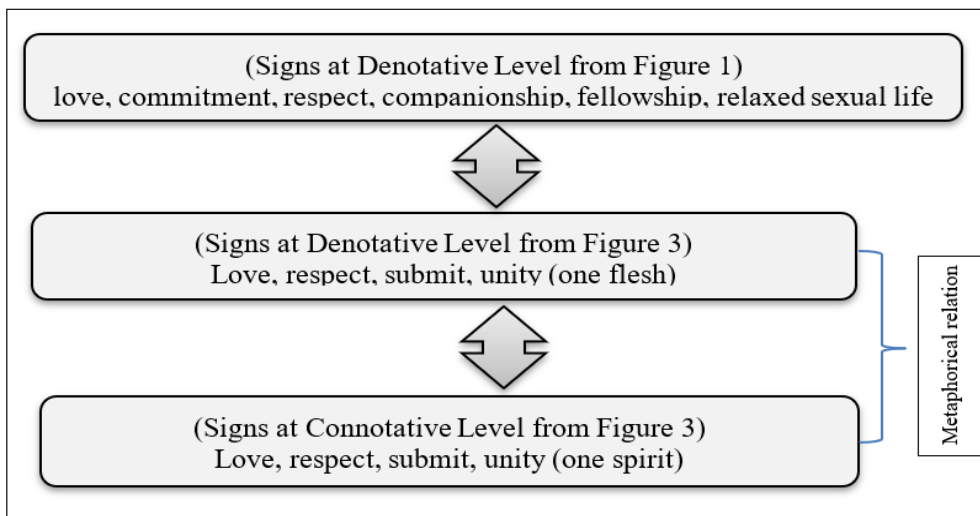 (Signs at Denotative Level from Figure 1)
love, commitment, respect, companionship, fellowship, relaxed sexual life
(Signs at Denotative Level from Figure 3)
Love, respect, submit, unity (one flesh)
Metaphorical relation
(Signs at Connotative Level from Figure 3)
Love, respect, submit, unity (one spirit)